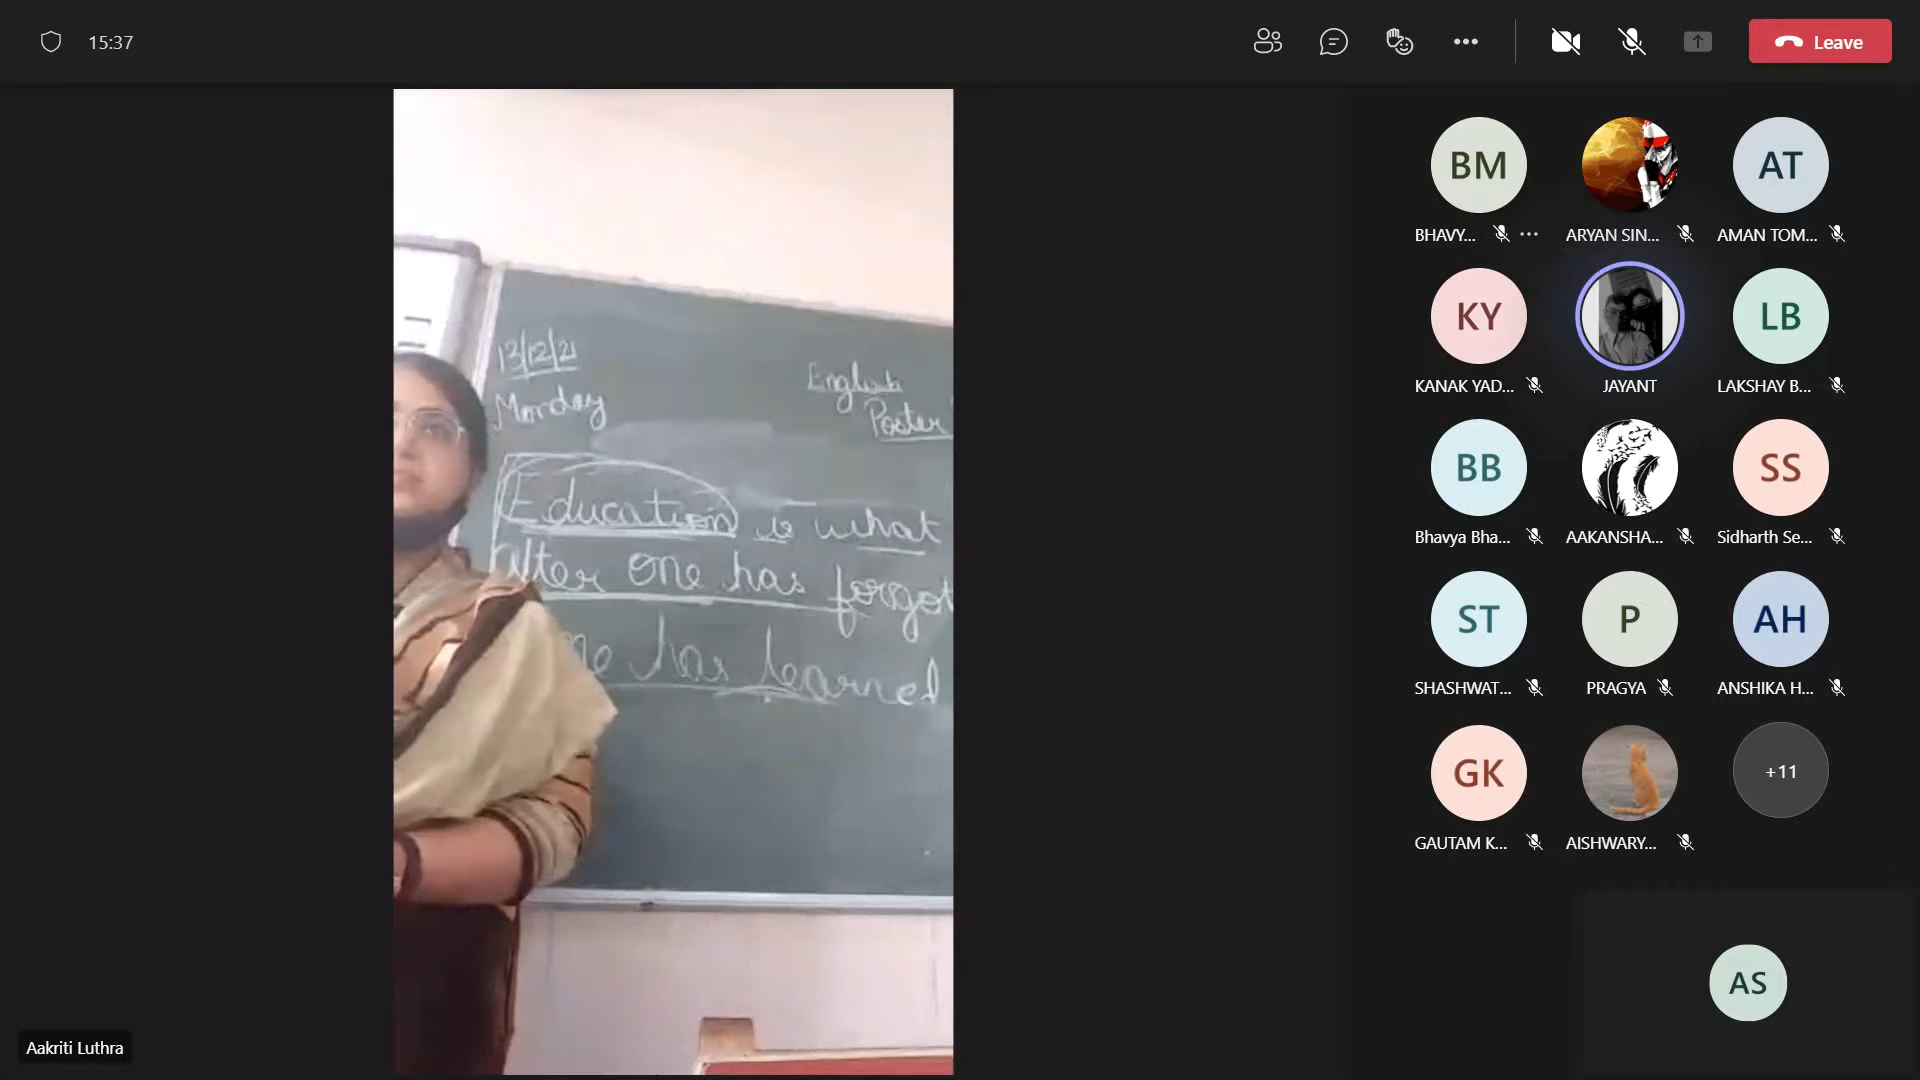 15:37
Leave
13/12/21
Monday
English
Poster
Education is what
After one has forgot
has learned
BM
AT
BHAVY...
ARYAN SIN...
AMAN TOM...
KY
LB
KANAK YAD...
JAYANT
LAKSHAY B...
BB
SS
Bhavya Bha...
AAKANSHA...
Sidharth Se...
ST
P
AH
SHASHWAT...
PRAGYA
ANSHIKA H...
GK
+11
GAUTAM K...
AISHWARY...
AS
Aakriti Luthra